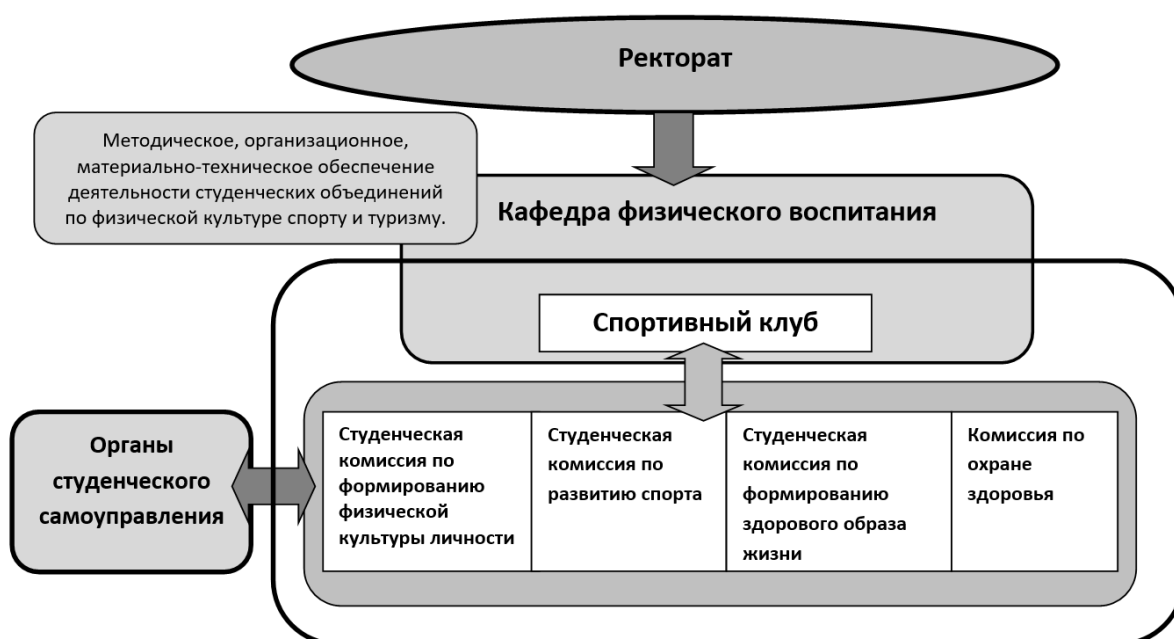 Ректорат
Методическое, организационное,
материально-техническое обеспечение
деятельности студенческих объединений
по физической культуре спорту и туризму.
Кафедра физического воспитания
Спортивный клуб
Органы
студенческого
самоуправления
Студенческая
комиссия по
формированию
физической
культуры личности
Студенческая
комиссия по
развитию спорта
Студенческая
комиссия по
формированию
здорового образа
жизни
Комиссия по
охране
здоровья